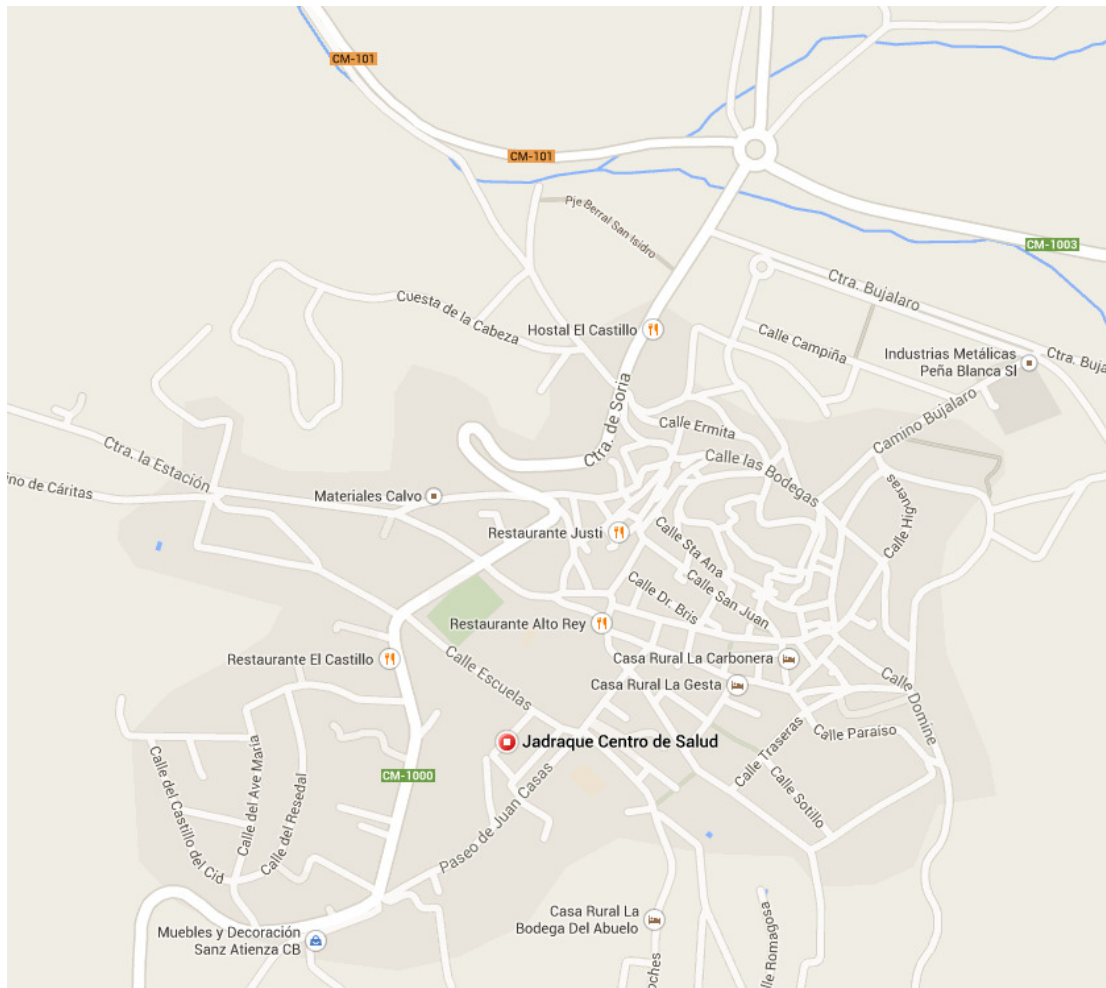 CM-101
CM-101
Pje Berral San Isidro
CM-1003
Ctra. Bujalaro
Cuesta de la Cabeza
Hostal El Castillo
Calle Campiña
Industrias Metálicas
Peña Blanca Sl
Ctra. Buja
Ctra. de Soria
Calle Ermita
Camino Bujalaro
Ctra. la Estación
Calle las Bodegas
ino de Cáritas
Materiales Calvo
Calle Higueras
Restaurante Justi
Calle Sta Ana
Calle San Juan
Calle Dr. Bris
Restaurante Alto Rey
Restaurante El Castillo
Calle Escuelas
Casa Rural La Carbonera
Casa Rural La Gesta
Calle Domine
Jadraque Centro de Salud
Calle Paraiso
Calle Traseras
Calle Sotillo
CM-1000
Calle del Ave María
Calle del Castillo del Cid
Calle del Resedal
Paseo de Juan Casas
Casa Rural La
Bodega Del Abuelo
Muebles y Decoración
Sanz Atienza CB
oches
lle Romagosa